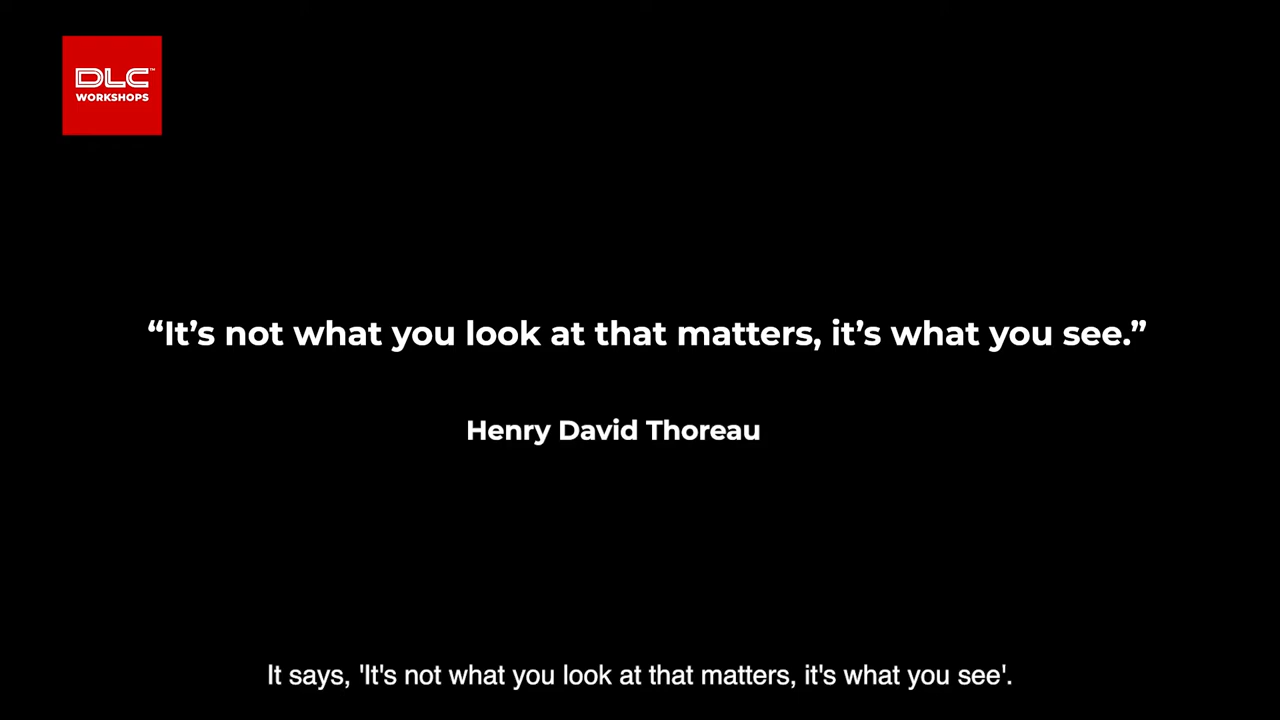 DLC™
WORKSHOPS
“It’s not what you look at that matters, it’s what you see.”
Henry David Thoreau
It says, 'It's not what you look at that matters, it's what you see'.